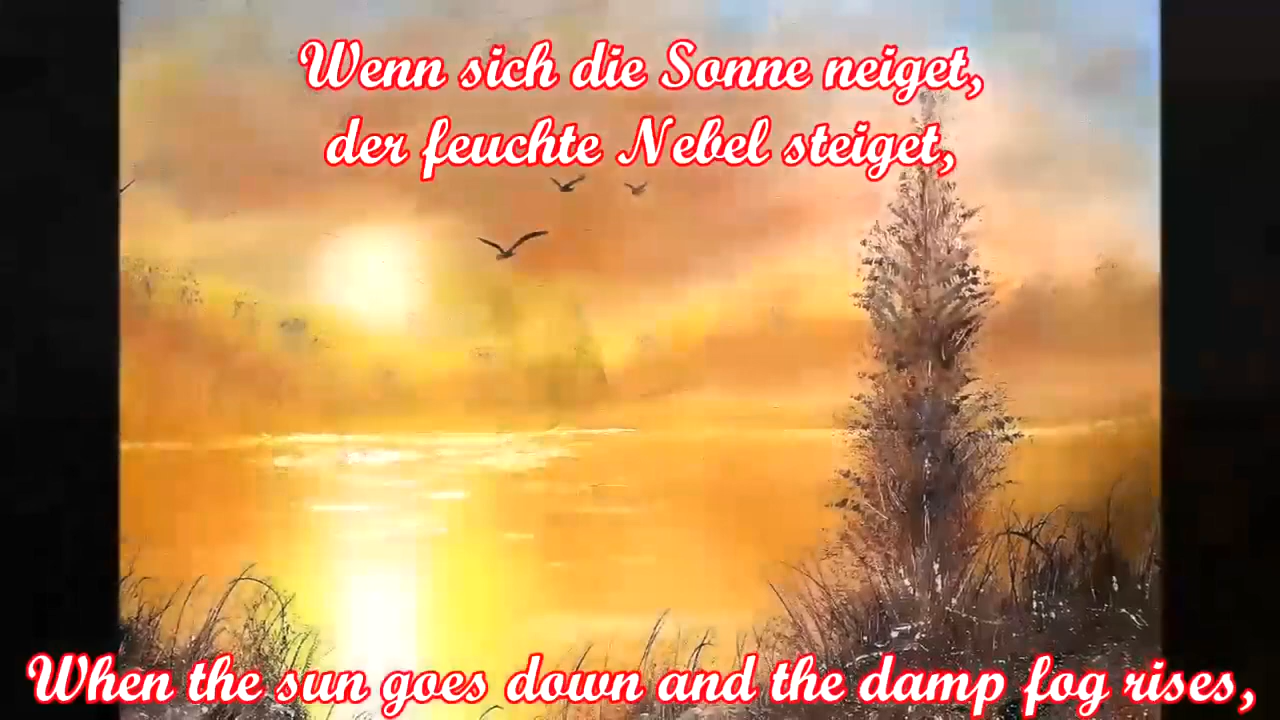 Wenn sich die Sonne neiget,
der feuchte Nebel steiget,
When the sun goes down and the damp fog rises,